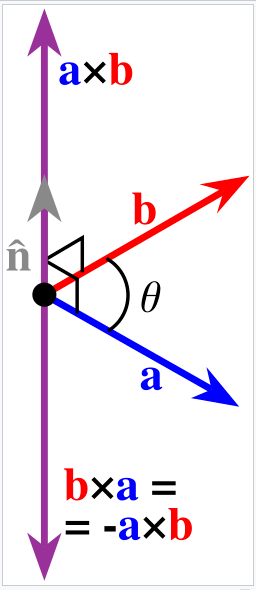 a×b
b
n̂
θ
a
b×a =
= -a×b